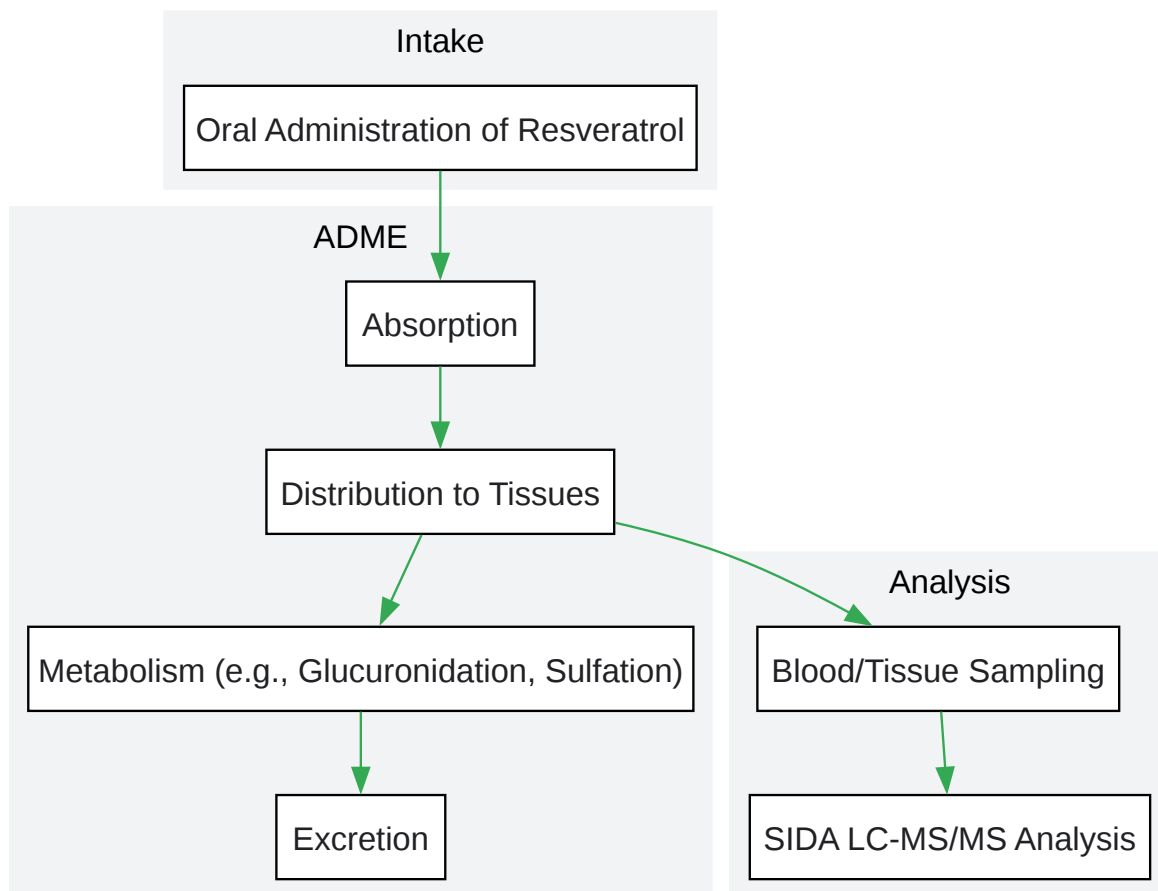 Intake
Oral Administration of Resveratrol
ADME
Absorption
Distribution to Tissues
Metabolism (e.g., Glucuronidation, Sulfation)
Excretion
Analysis
Blood/Tissue Sampling
SIDA LC-MS/MS Analysis